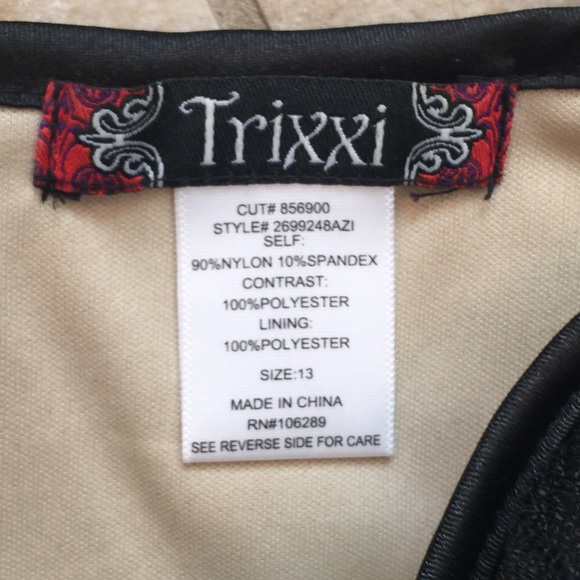 Trixxi
CUT# 856900
STYLE# 2699248AZI
SELF:
90%NYLON 10%SPANDEX
CONTRAST:
100%POLYESTER
LINING:
100%POLYESTER
SIZE:13
MADE IN CHINA
RN#106289
SEE REVERSE SIDE FOR CARE